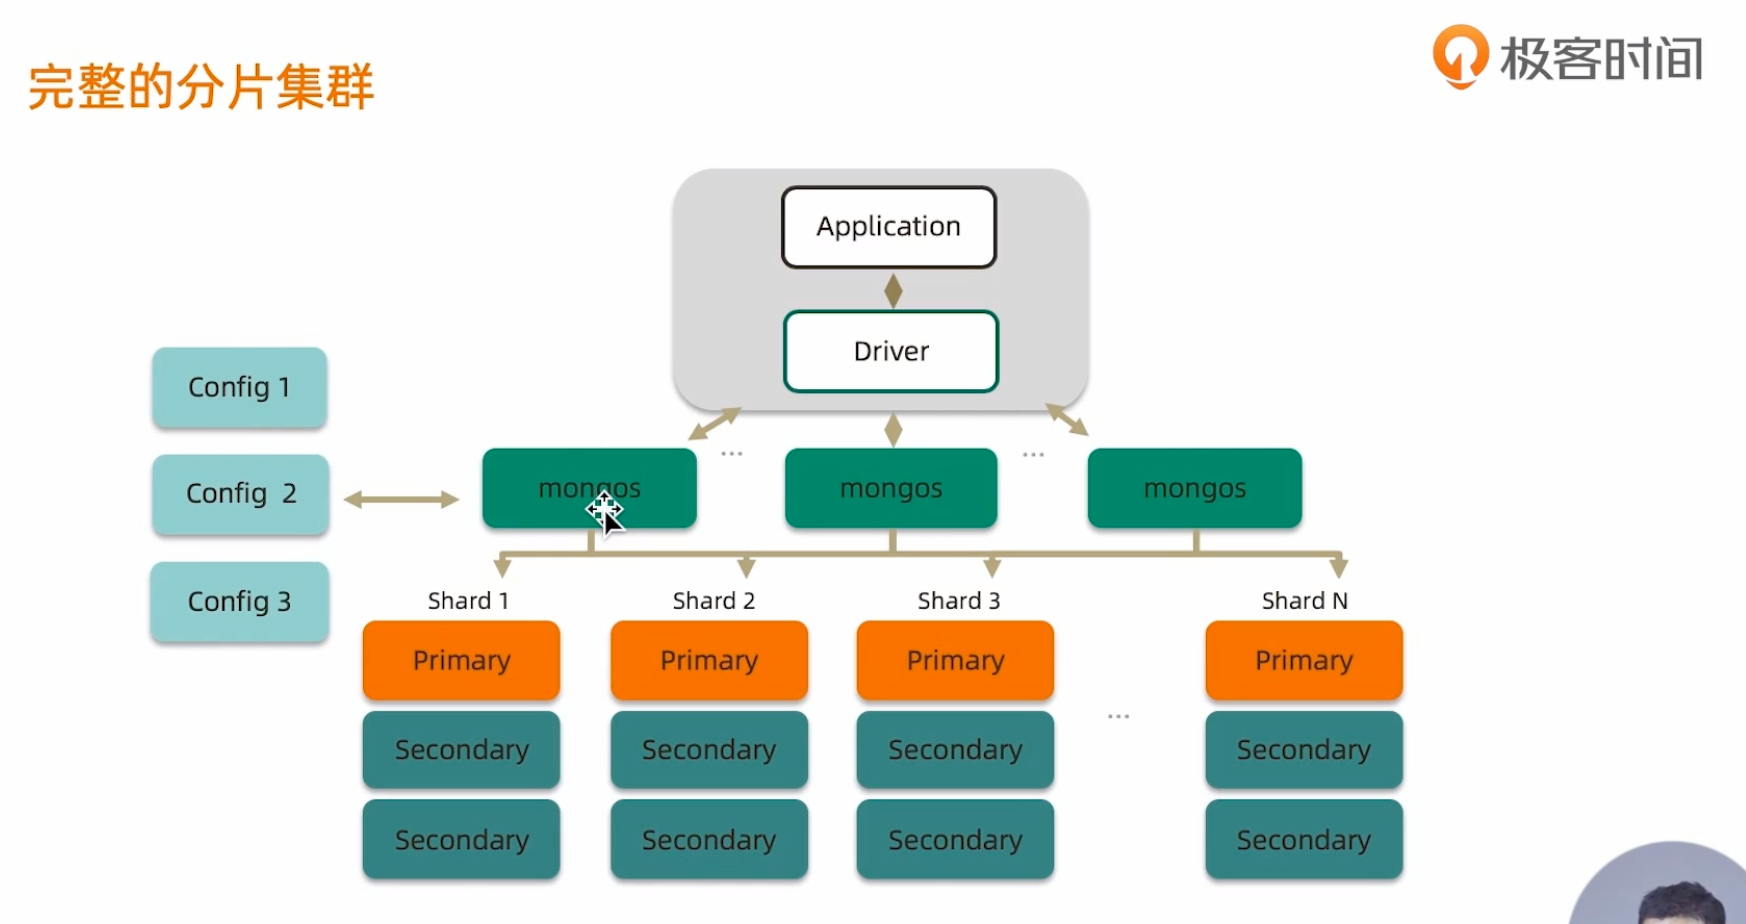 完整的分片集群
极客时间
Application
Driver
Config 1
Config 2
Config 3
...
...
mongos
mongos
mongos
Shard 1
Shard 2
Shard 3
Shard N
Primary
Primary
Primary
Primary
...
Secondary
Secondary
Secondary
Secondary
Secondary
Secondary
Secondary
Secondary